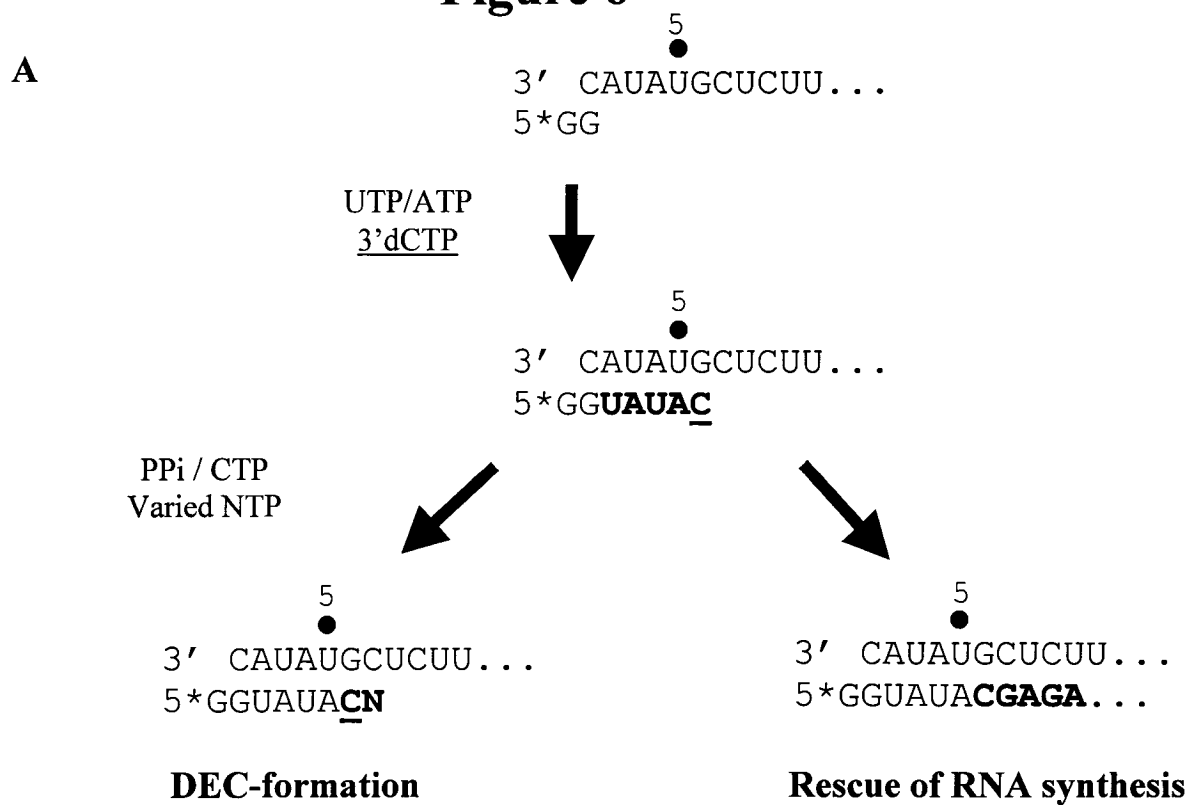 5
A
3′ CAUAUGCUCUU...
5*GG
UTP/ATP
3’dCTP
5
3′ CAUAUGCUCUU...
5*GGUAUAC
PPi / CTP
Varied NTP
5
3′ CAUAUGCUCUU...
5*GGUAUACN
DEC-formation
5
3′ CAUAUGCUCUU...
5*GGUAUACGAGA...
Rescue of RNA synthesis